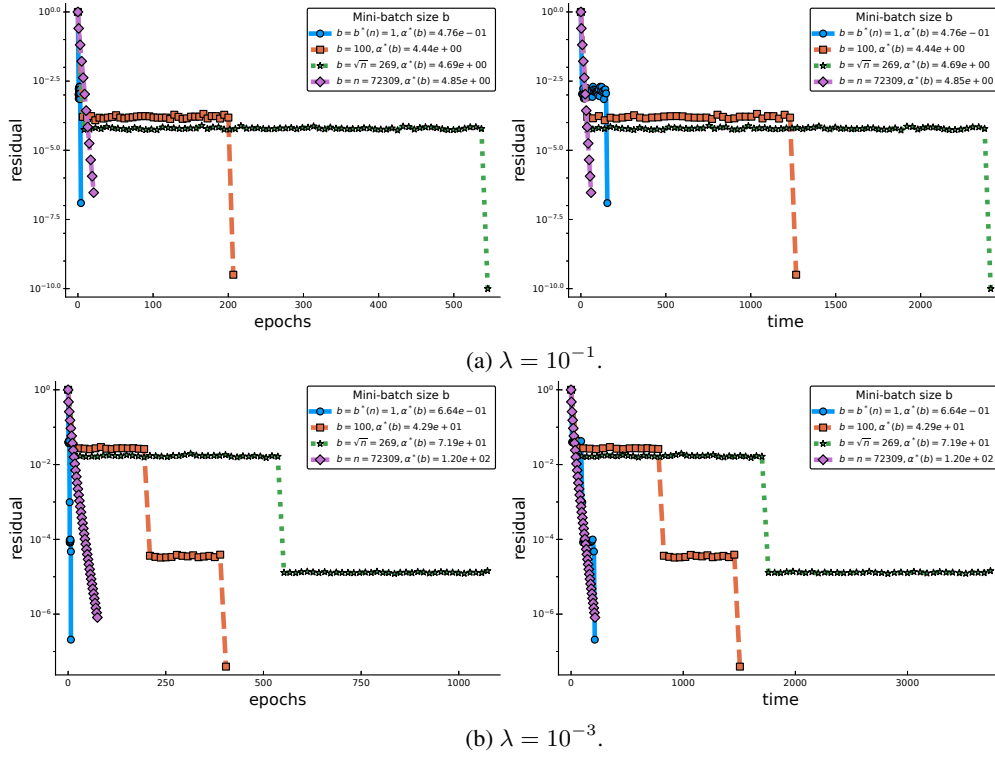 Mini-batch size b
b = b*(n) = 1, α*(b) = 4.76e − 01
b = 100, α*(b) = 4.44e + 00
b = √n = 269, α*(b) = 4.69e + 00
b = n = 72309, α*(b) = 4.85e + 00
residual
10^0.0
10^−2.5
10^−5.0
10^−7.5
10^−10.0
0 100 200 300 400 500
epochs
Mini-batch size b
b = b*(n) = 1, α*(b) = 4.76e − 01
b = 100, α*(b) = 4.44e + 00
b = √n = 269, α*(b) = 4.69e + 00
b = n = 72309, α*(b) = 4.85e + 00
residual
10^0.0
10^−2.5
10^−5.0
10^−7.5
10^−10.0
0 500 1000 1500 2000
time
(a) λ = 10^−1.
Mini-batch size b
b = b*(n) = 1, α*(b) = 6.64e − 01
b = 100, α*(b) = 4.29e + 01
b = √n = 269, α*(b) = 7.19e + 01
b = n = 72309, α*(b) = 1.20e + 02
residual
10^0
10^−2
10^−4
10^−6
0 250 500 750 1000
epochs
Mini-batch size b
b = b*(n) = 1, α*(b) = 6.64e − 01
b = 100, α*(b) = 4.29e + 01
b = √n = 269, α*(b) = 7.19e + 01
b = n = 72309, α*(b) = 1.20e + 02
residual
10^0
10^−2
10^−4
10^−6
0 1000 2000 3000
time
(b) λ = 10^−3.